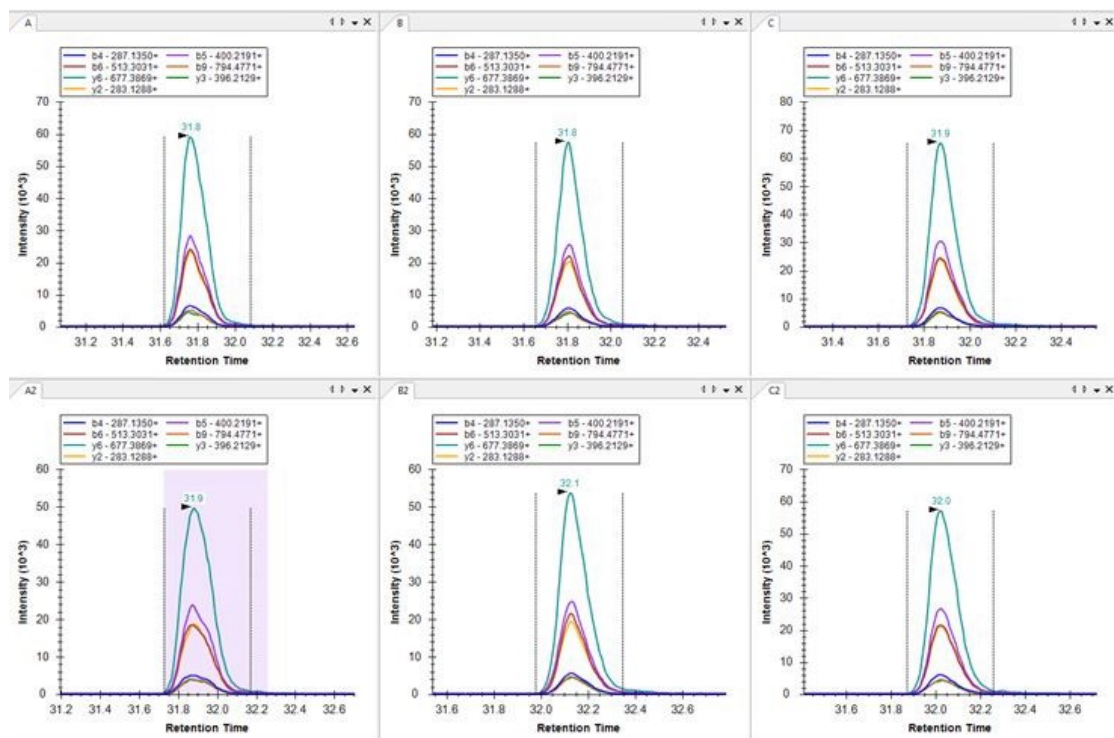 A
b4 - 287.1350+ b5 - 400.2191+
b6 - 513.3031+ b9 - 794.4771+
y6 - 677.3869+ y3 - 396.2129+
y2 - 283.1288+
70
60
50
40
30
20
10
0
Intensity (10^3)
31.8
31.2 31.4 31.6 31.8 32.0 32.2 32.4 32.6
Retention Time
B
b4 - 287.1350+ b5 - 400.2191+
b6 - 513.3031+ b9 - 794.4771+
y6 - 677.3869+ y3 - 396.2129+
y2 - 283.1288+
70
60
50
40
30
20
10
0
Intensity (10^3)
31.8
31.2 31.4 31.6 31.8 32.0 32.2 32.4
Retention Time
C
b4 - 287.1350+ b5 - 400.2191+
b6 - 513.3031+ b9 - 794.4771+
y6 - 677.3869+ y3 - 396.2129+
y2 - 283.1288+
80
70
60
50
40
30
20
10
0
Intensity (10^3)
31.9
31.4 31.6 31.8 32.0 32.2 32.4
Retention Time
A2
b4 - 287.1350+ b5 - 400.2191+
b6 - 513.3031+ b9 - 794.4771+
y6 - 677.3869+ y3 - 396.2129+
y2 - 283.1288+
60
50
40
30
20
10
0
Intensity (10^3)
31.9
31.2 31.4 31.6 31.8 32.0 32.2 32.4 32.6
Retention Time
B2
b4 - 287.1350+ b5 - 400.2191+
b6 - 513.3031+ b9 - 794.4771+
y6 - 677.3869+ y3 - 396.2129+
y2 - 283.1288+
60
50
40
30
20
10
0
Intensity (10^3)
32.1
31.6 31.8 32.0 32.2 32.4 32.6
Retention Time
C2
b4 - 287.1350+ b5 - 400.2191+
b6 - 513.3031+ b9 - 794.4771+
y6 - 677.3869+ y3 - 396.2129+
y2 - 283.1288+
70
60
50
40
30
20
10
0
Intensity (10^3)
32.0
31.6 31.8 32.0 32.2 32.4 32.6
Retention Time